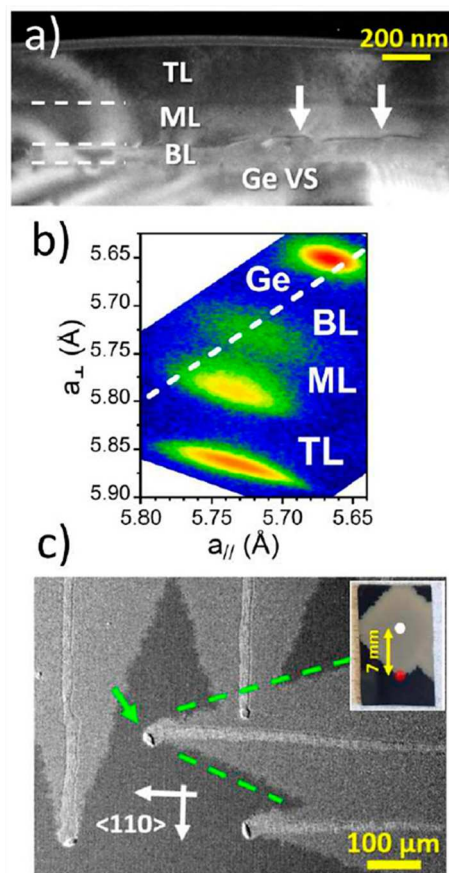 a)
200 nm
TL
ML
BL
Ge VS
b)
5.65
5.70
5.75
5.80
5.85
5.90
a⊥ (Å)
Ge
BL
ML
TL
5.80 5.75 5.70 5.65
a// (Å)
c)
7 mm
<110>
100 µm